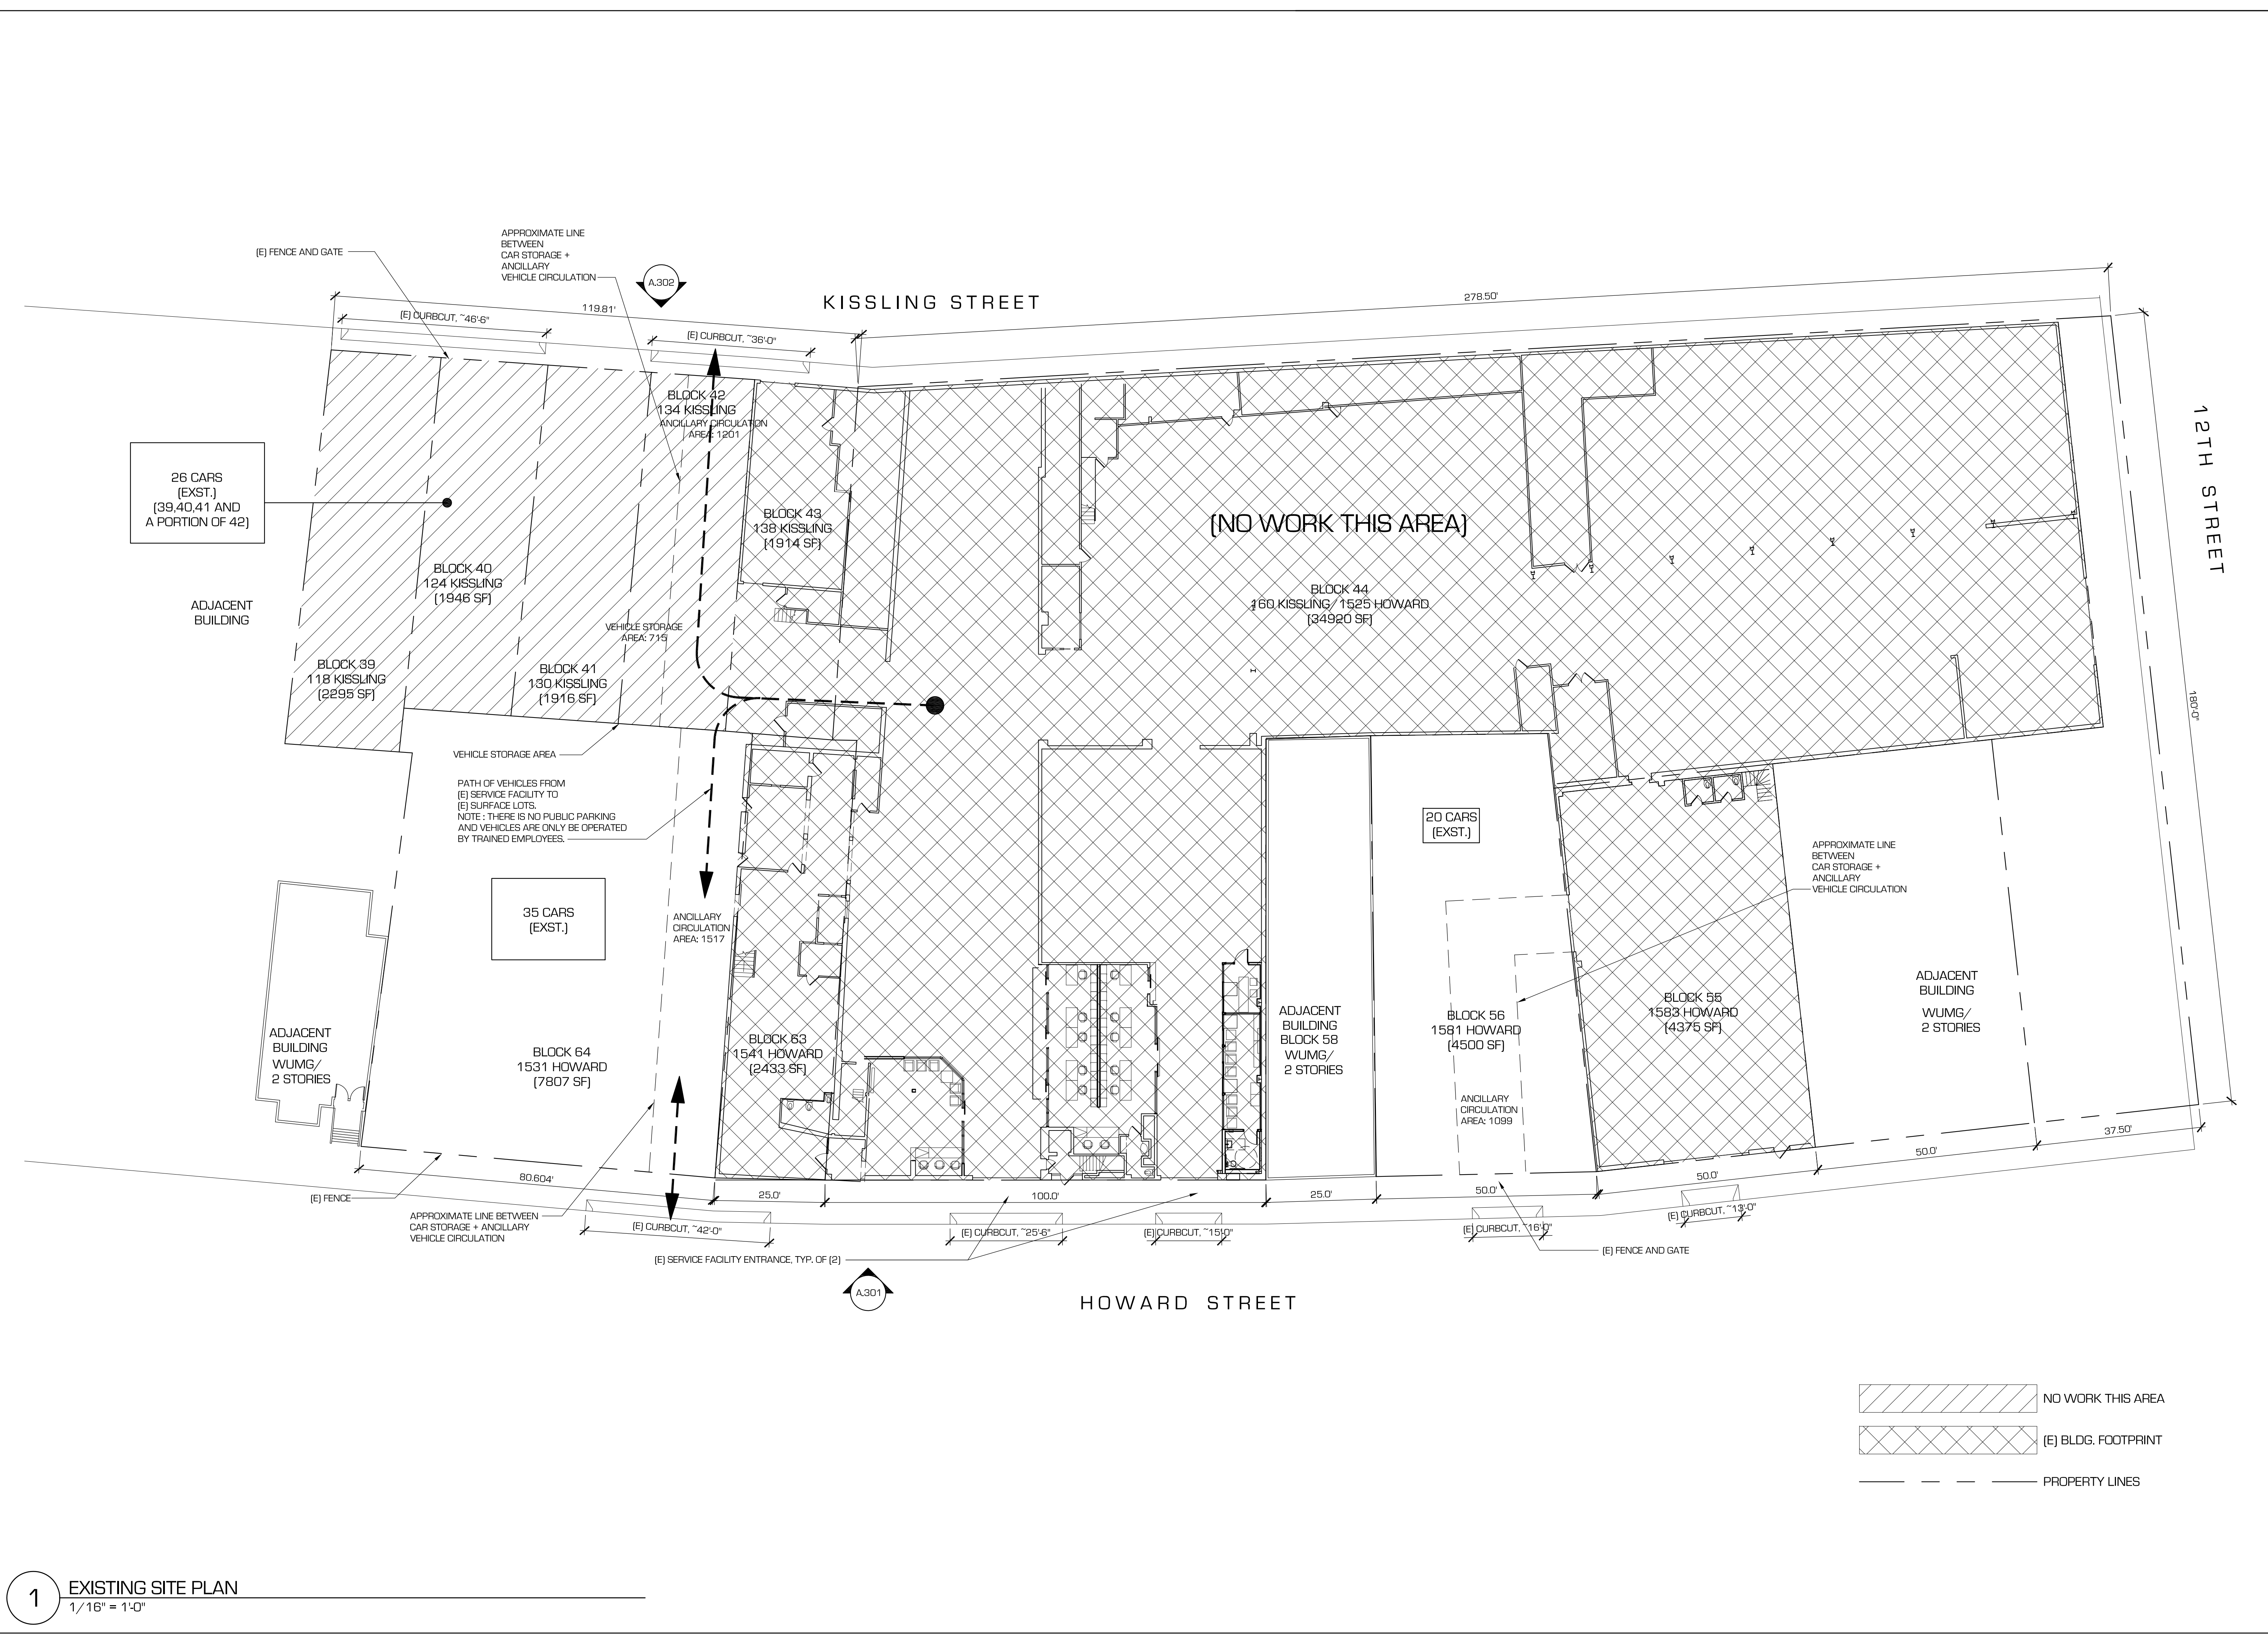 APPROXIMATE LINE
BETWEEN
CAR STORAGE +
ANCILLARY
VEHICLE CIRCULATION
(E) FENCE AND GATE
A.302
KISSLING STREET
278.50'
119.81'
(E) CURBCUT, ~46'-6"
(E) CURBCUT, ~36'-0"
12TH STREET
180'-0"
BLOCK 42
134 KISSLING
ANCILLARY CIRCULATION
AREA: 1201
26 CARS
(EXST.)
(39,40,41 AND
A PORTION OF 42)
BLOCK 43
138 KISSLING
(1914 SF)
(NO WORK THIS AREA)
BLOCK 44
160 KISSLING/1525 HOWARD
(34920 SF)
BLOCK 40
124 KISSLING
(1946 SF)
ADJACENT
BUILDING
VEHICLE STORAGE
AREA: 715
BLOCK 39
118 KISSLING
(2295 SF)
BLOCK 41
130 KISSLING
(1916 SF)
VEHICLE STORAGE AREA
PATH OF VEHICLES FROM
(E) SERVICE FACILITY TO
(E) SURFACE LOTS.
NOTE : THERE IS NO PUBLIC PARKING
AND VEHICLES ARE ONLY BE OPERATED
BY TRAINED EMPLOYEES.
20 CARS
(EXST.)
APPROXIMATE LINE
BETWEEN
CAR STORAGE +
ANCILLARY
VEHICLE CIRCULATION
35 CARS
(EXST.)
ANCILLARY
CIRCULATION
AREA: 1517
ADJACENT
BUILDING
WUMG/
2 STORIES
BLOCK 64
1531 HOWARD
(7807 SF)
BLOCK 63
1541 HOWARD
(2433 SF)
ADJACENT
BUILDING
BLOCK 58
WUMG/
2 STORIES
BLOCK 56
1581 HOWARD
(4500 SF)
ANCILLARY
CIRCULATION
AREA: 1099
BLOCK 55
1583 HOWARD
(4375 SF)
ADJACENT
BUILDING
WUMG/
2 STORIES
80.604'
25.0'
100.0'
25.0'
50.0'
50.0'
50.0'
37.50'
(E) FENCE
APPROXIMATE LINE BETWEEN
CAR STORAGE + ANCILLARY
VEHICLE CIRCULATION
(E) CURBCUT, ~42'-0"
(E) CURBCUT, ~25'-6"
(E) CURBCUT, ~15'-0"
(E) CURBCUT, ~16'-0"
(E) CURBCUT, ~13'-0"
(E) SERVICE FACILITY ENTRANCE, TYP. OF (2)
(E) FENCE AND GATE
A.301
HOWARD STREET
NO WORK THIS AREA
(E) BLDG. FOOTPRINT
PROPERTY LINES
1
EXISTING SITE PLAN
1/16" = 1'-0"